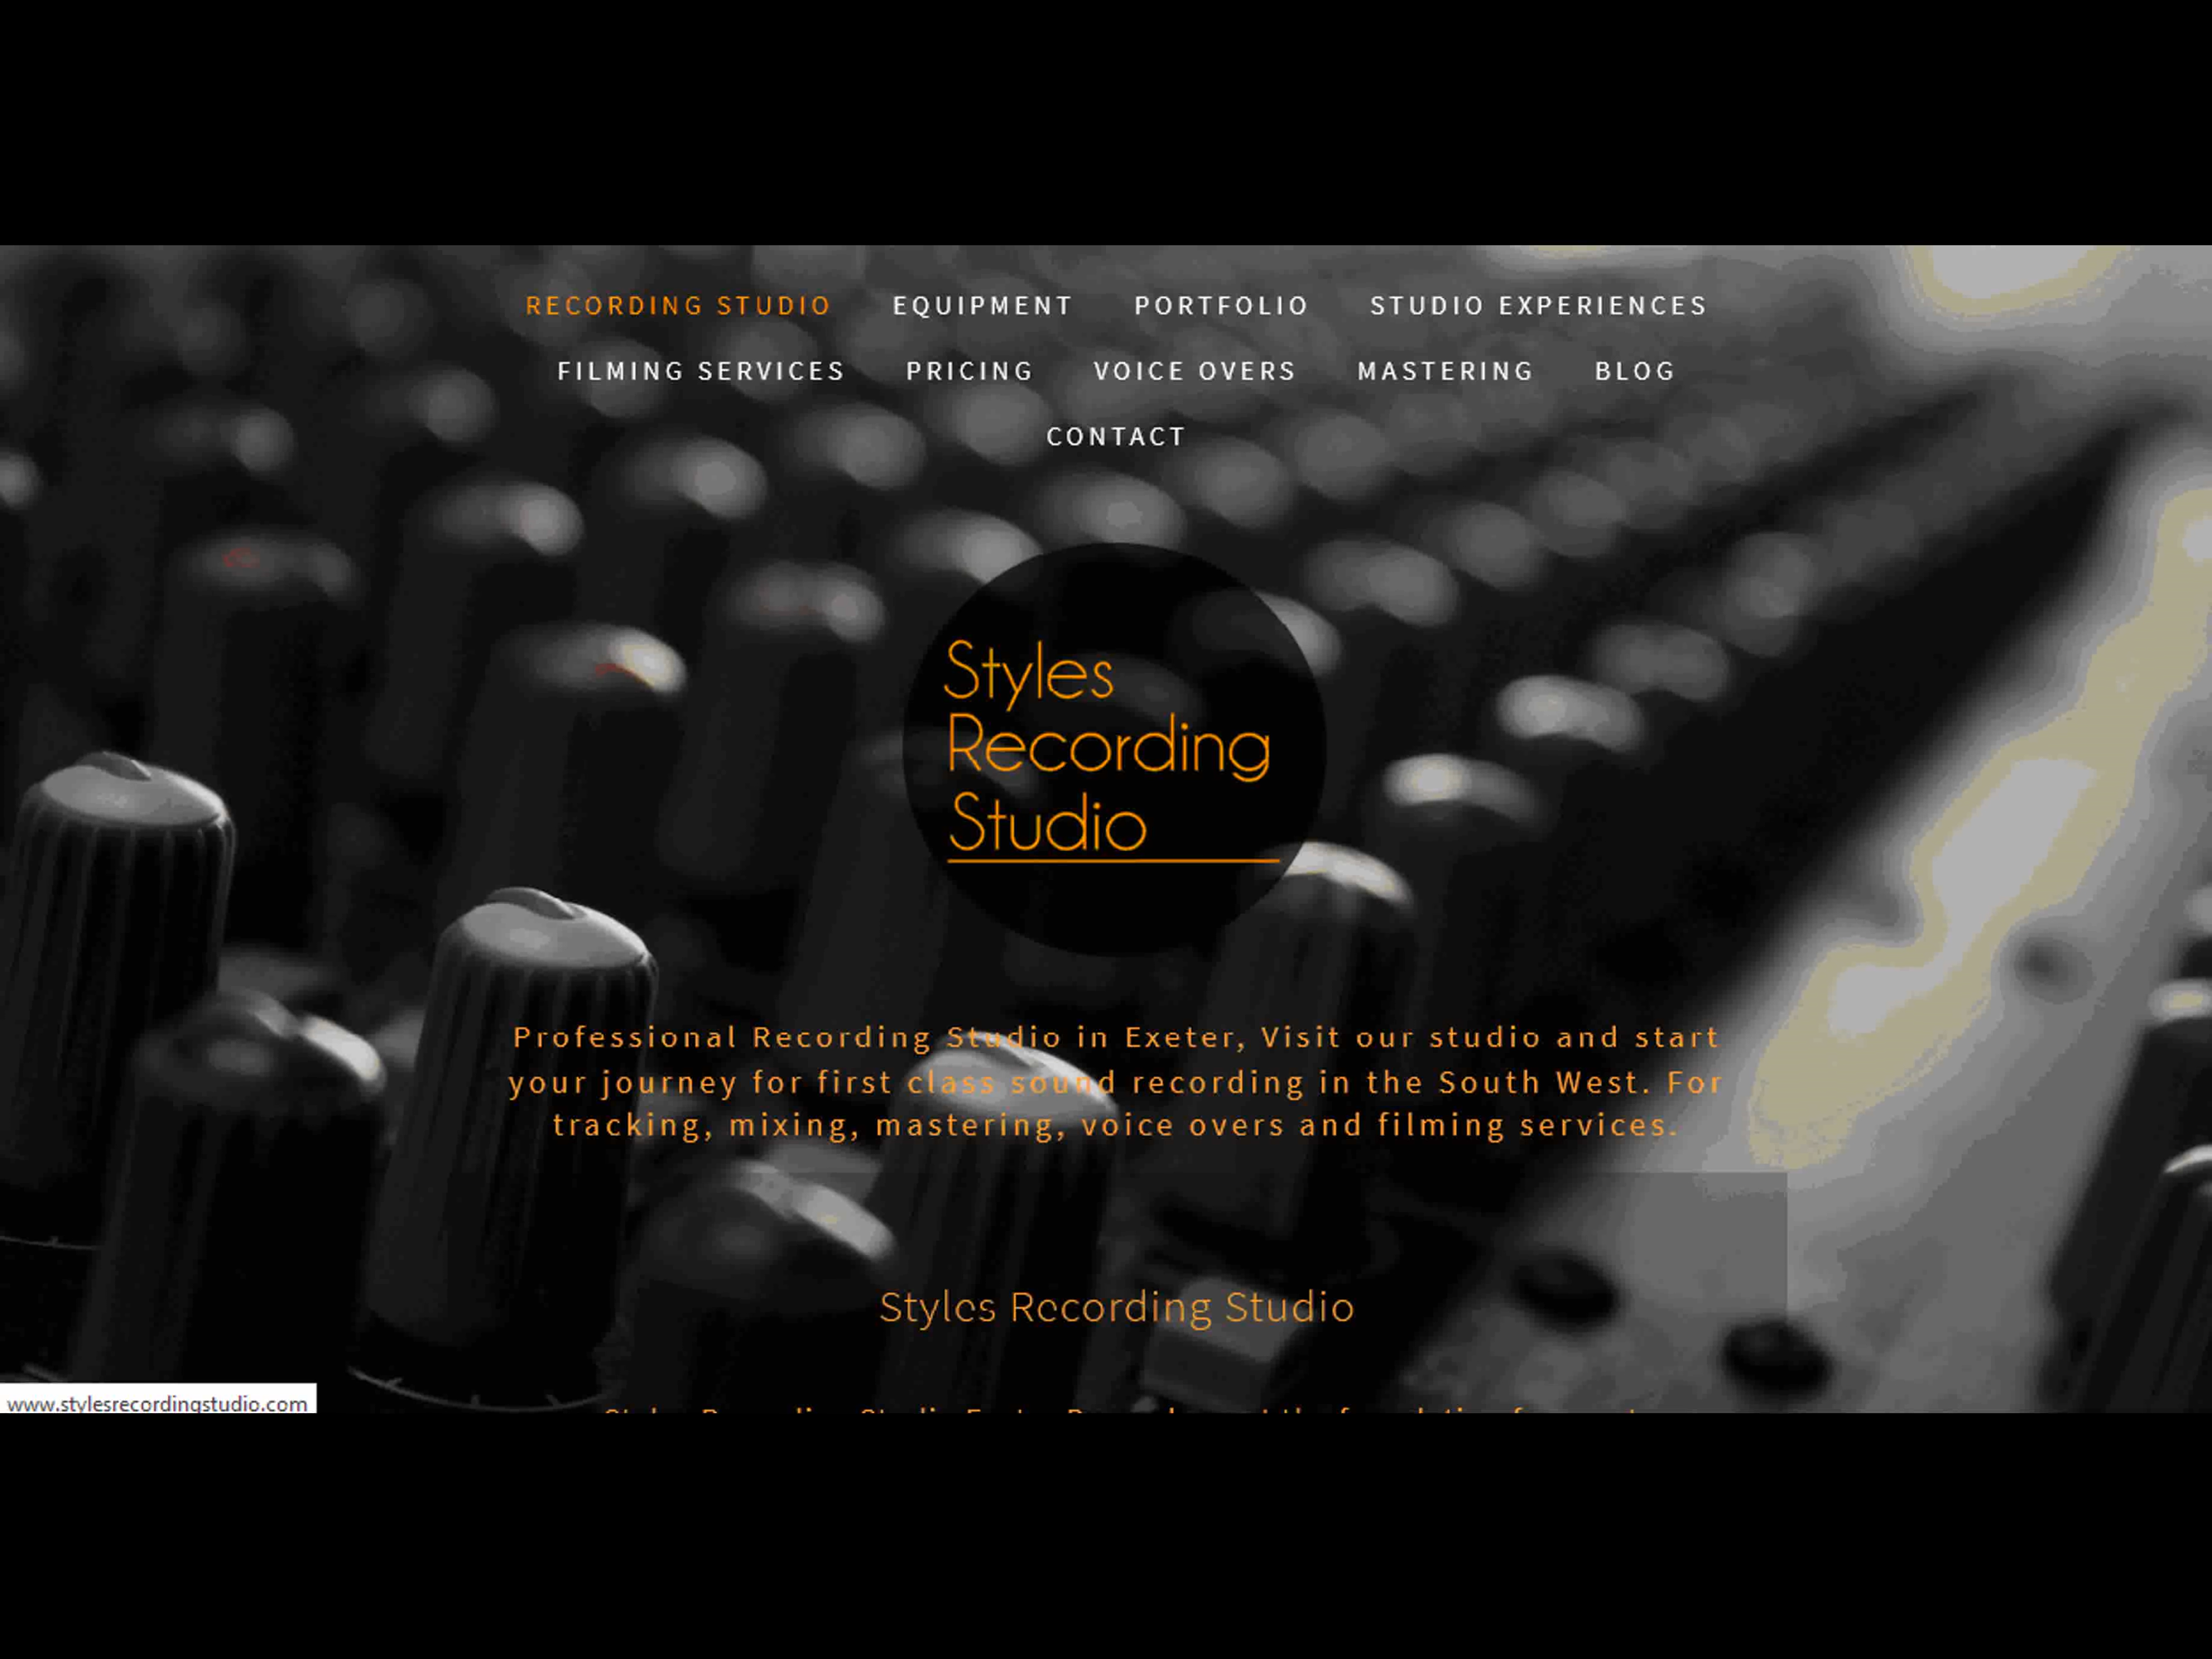 RECORDING STUDIO EQUIPMENT PORTFOLIO STUDIO EXPERIENCES
FILMING SERVICES PRICING VOICE OVERS MASTERING BLOG
CONTACT
Styles
Recording
Studio
Professional Recording Studio in Exeter, Visit our studio and start
your journey for first class sound recording in the South West. For
tracking, mixing, mastering, voice overs and filming services.
Styles Recording Studio
www.stylesrecordingstudio.com